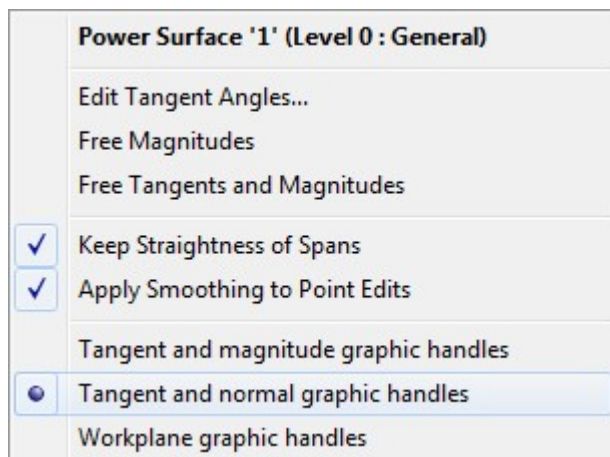 Power Surface '1' (Level 0 : General)
Edit Tangent Angles...
Free Magnitudes
Free Tangents and Magnitudes
Keep Straightness of Spans
Apply Smoothing to Point Edits
Tangent and magnitude graphic handles
Tangent and normal graphic handles
Workplane graphic handles